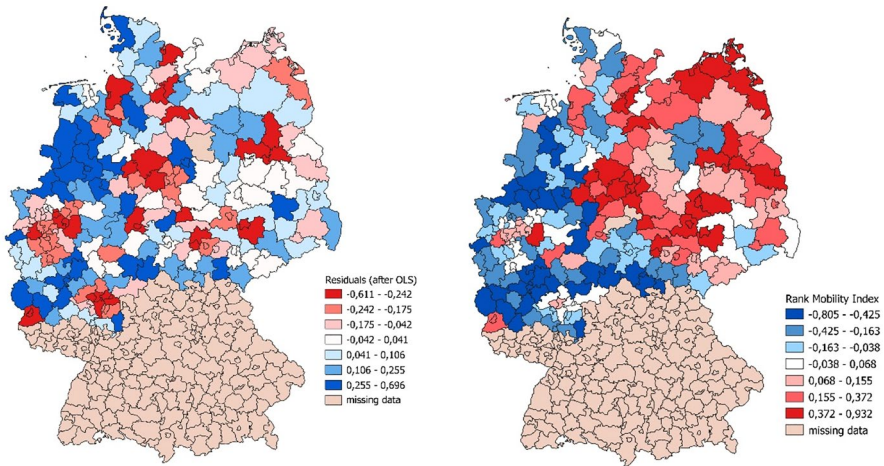 Residuals (after OLS)
-0,611 - -0,242
-0,242 - -0,175
-0,175 - -0,042
-0,042 - 0,041
0,041 - 0,106
0,106 - 0,255
0,255 - 0,696
missing data
Rank Mobility Index
-0,805 - -0,425
-0,425 - -0,163
-0,163 - -0,038
-0,038 - 0,068
0,068 - 0,155
0,155 - 0,372
0,372 - 0,932
missing data